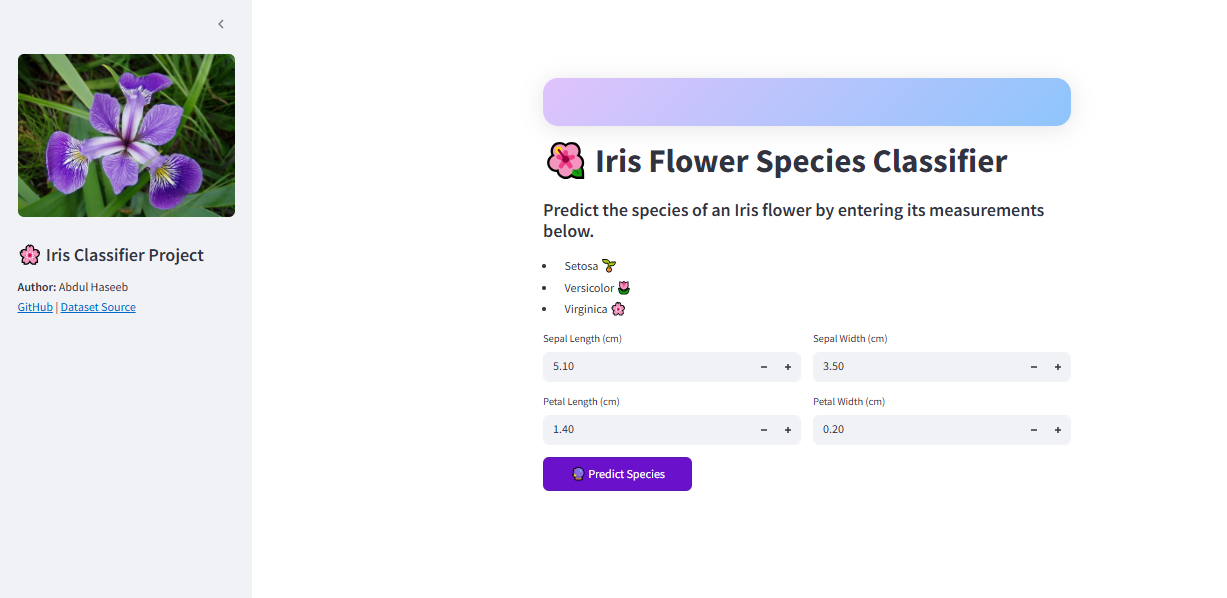 🌸 Iris Classifier Project
Author: Abdul Haseeb
GitHub | Dataset Source
🌺 Iris Flower Species Classifier
Predict the species of an Iris flower by entering its measurements
below.
• Setosa 🌱
• Versicolor 🌷
• Virginica 🌸
Sepal Length (cm)
5.10
Sepal Width (cm)
3.50
Petal Length (cm)
1.40
Petal Width (cm)
0.20
🔮 Predict Species